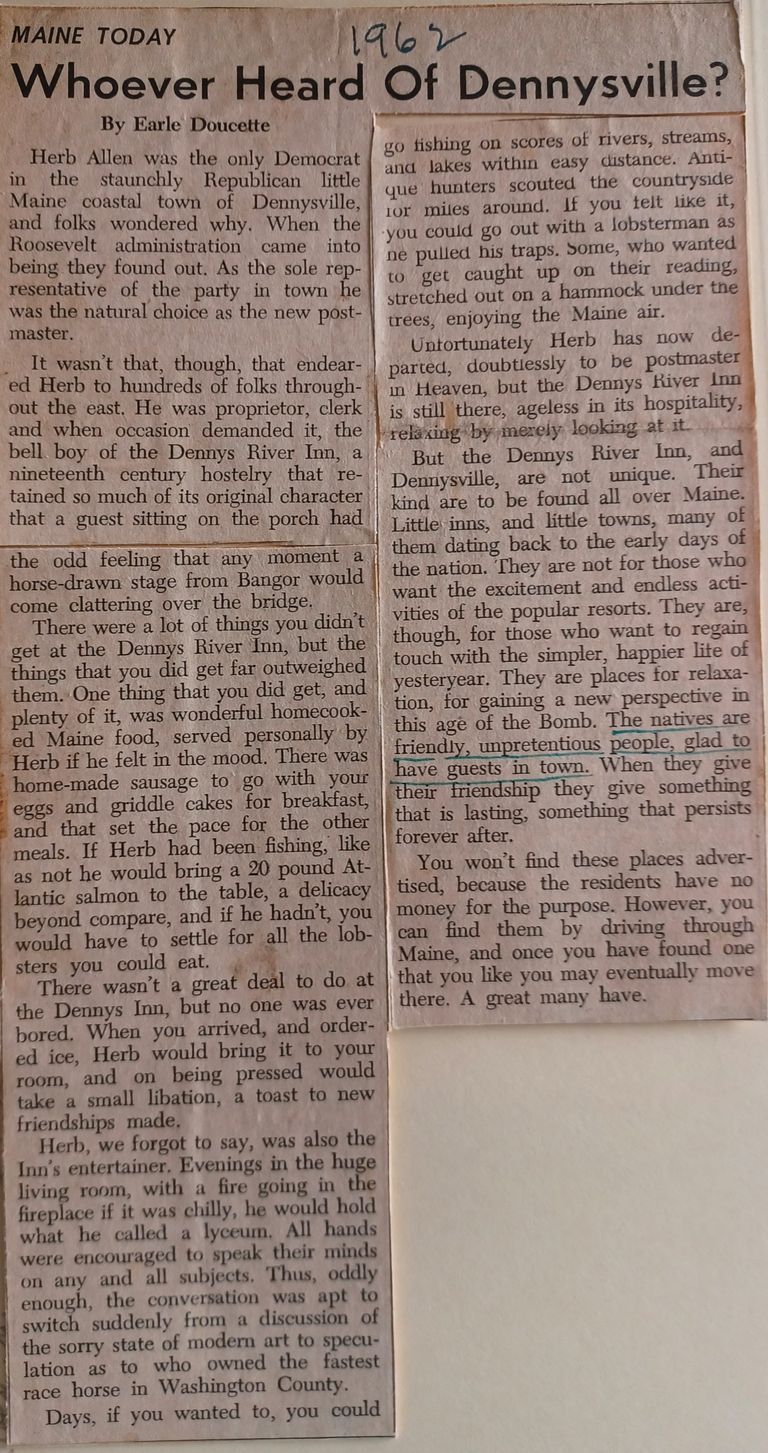 MAINE TODAY
1962
Whoever Heard Of Dennysville?
By Earle Doucette
Herb Allen was the only Democrat
in the staunchly Republican little
Maine coastal town of Dennysville,
and folks wondered why. When the
Roosevelt administration came into
being they found out. As the sole rep-
resentative of the party in town he
was the natural choice as the new post-
master.
It wasn't that, though, that endear-
ed Herb to hundreds of folks through-
out the east. He was proprietor, clerk
and when occasion demanded it, the
bell boy of the Dennys River Inn, a
nineteenth century hostelry that re-
tained so much of its original character
that a guest sitting on the porch had
the odd feeling that any moment a
horse-drawn stage from Bangor would
come clattering over the bridge.
There were a lot of things you didn't
get at the Dennys River Inn, but the
things that you did get far outweighed
them. One thing that you did get, and
plenty of it, was wonderful homecook-
ed Maine food, served personally by
Herb if he felt in the mood. There was
home-made sausage to go with your
eggs and griddle cakes for breakfast,
and that set the pace for the other
meals. If Herb had been fishing, like
as not he would bring a 20 pound At-
lantic salmon to the table, a delicacy
beyond compare, and if he hadn't, you
would have to settle for all the lob-
sters you could eat.
There wasn't a great deal to do at
the Dennys Inn, but no one was ever
bored. When you arrived, and order-
ed ice, Herb would bring it to your
room, and on being pressed would
take a small libation, a toast to new
friendships made.
Herb, we forgot to say, was also the
Inn's entertainer. Evenings in the huge
living room, with a fire going in the
fireplace if it was chilly, he would hold
what he called a lyceum. All hands
were encouraged to speak their minds
on any and all subjects. Thus, oddly
enough, the conversation was apt to
switch suddenly from a discussion of
the sorry state of modern art to specu-
lation as to who owned the fastest
race horse in Washington County.
Days, if you wanted to, you could
go fishing on scores of rivers, streams,
and lakes within easy distance. Anti-
que hunters scouted the countryside
for miles around. If you felt like it,
you could go out with a lobsterman as
he pulled his traps. Some, who wanted
to get caught up on their reading,
stretched out on a hammock under the
trees, enjoying the Maine air.
Unfortunately Herb has now de-
parted, doubtlessly to be postmaster
in Heaven, but the Dennys River Inn
is still there, ageless in its hospitality,
relaxing by merely looking at it.
But the Dennys River Inn, and
Dennysville, are not unique. Their
kind are to be found all over Maine.
Little inns, and little towns, many of
them dating back to the early days of
the nation. They are not for those who
want the excitement and endless acti-
vities of the popular resorts. They are,
though, for those who want to regain
touch with the simpler, happier life of
yesteryear. They are places for relaxa-
tion, for gaining a new perspective in
this age of the Bomb. The natives are
friendly, unpretentious people, glad to
have guests in town. When they give
their friendship they give something
that is lasting, something that persists
forever after.
You won't find these places adver-
tised, because the residents have no
money for the purpose. However, you
can find them by driving through
Maine, and once you have found one
that you like you may eventually move
there. A great many have.